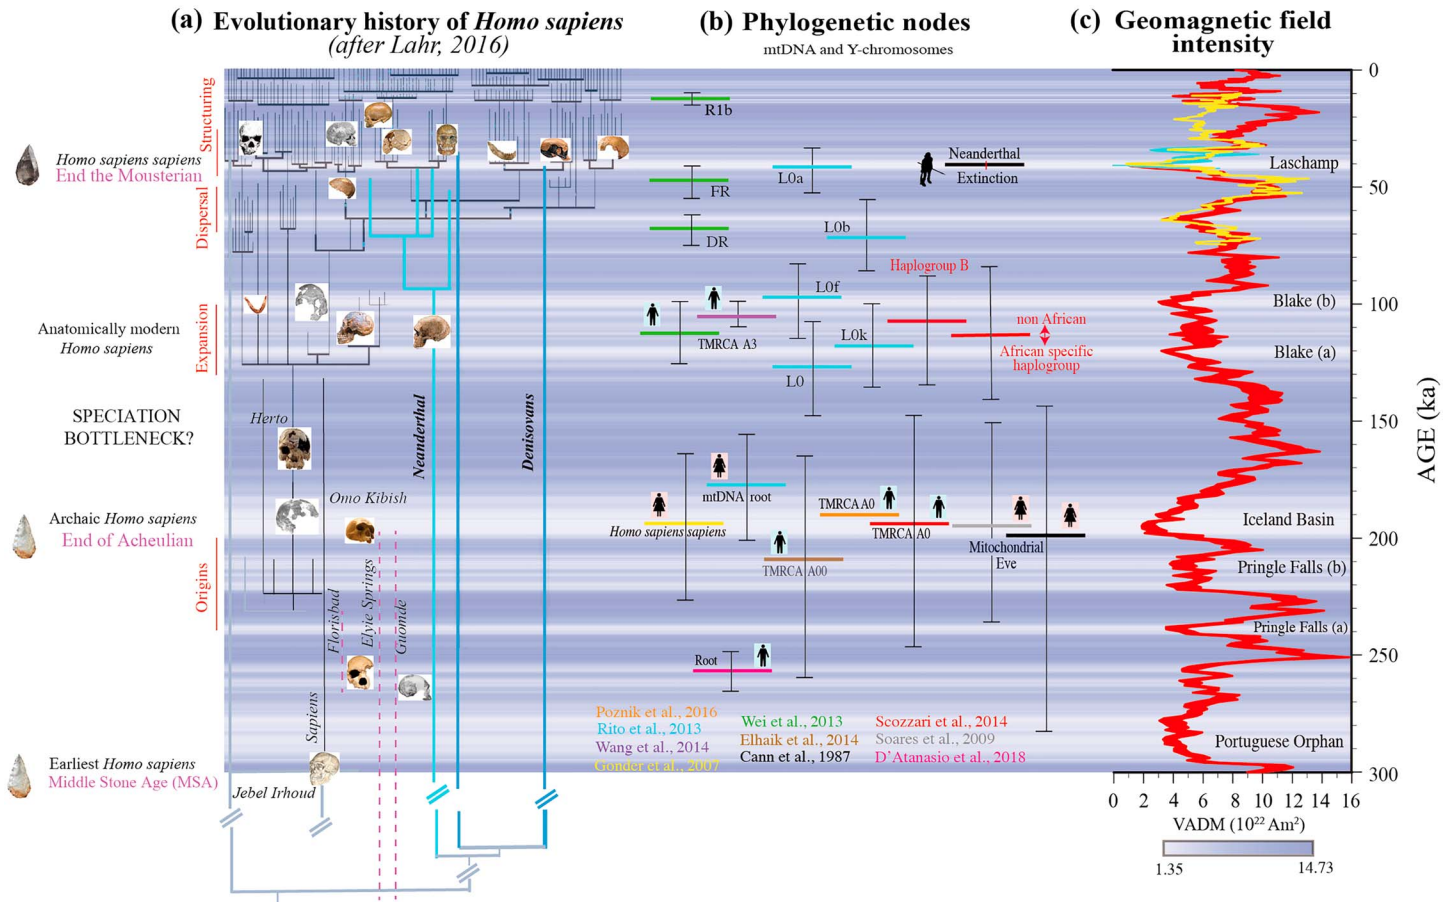 (a) Evolutionary history of Homo sapiens
(after Lahr, 2016)
(b) Phylogenetic nodes
mtDNA and Y-chromosomes
(c) Geomagnetic field
intensity
Structuring
Homo sapiens sapiens
End the Mousterian
Dispersal
Expansion
Anatomically modern
Homo sapiens
SPECIATION
BOTTLENECK?
Archaic Homo sapiens
End of Acheulian
Origins
Earliest Homo sapiens
Middle Stone Age (MSA)
Herto
Omo Kibish
Florisbad
Elyie Springs
Guomde
Sapiens
Jebel Irhoud
Neanderthal
Denisovans
R1b
FR
DR
L0a
L0b
Neanderthal
Extinction
Haplogroup B
L0f
TMRCA A3
L0k
L0
non African
African specific
haplogroup
mtDNA root
Homo sapiens sapiens
TMRCA A0
TMRCA A0
TMRCA A00
Mitochondrial
Eve
Root
Poznik et al., 2016
Rito et al., 2013
Wang et al., 2014
Gonder et al., 2007
Wei et al., 2013
Elhaik et al., 2014
Cann et al., 1987
Scozzari et al., 2014
Soares et al., 2009
D'Atanasio et al., 2018
Laschamp
Blake (b)
Blake (a)
Iceland Basin
Pringle Falls (b)
Pringle Falls (a)
Portuguese Orphan
0
50
100
150
200
250
300
AGE (ka)
0 2 4 6 8 10 12 14 16
VADM (10²² Am²)
1.35 14.73